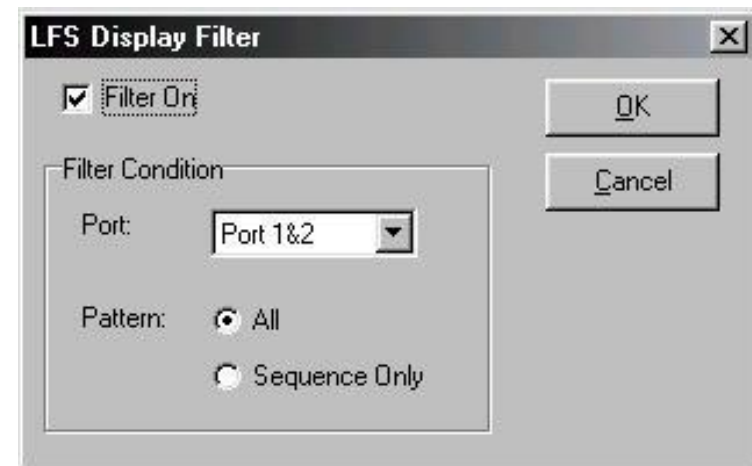 LFS Display Filter
Filter On
OK
Filter Condition
Cancel
Port:
Port 1&2
Pattern:
All
Sequence Only